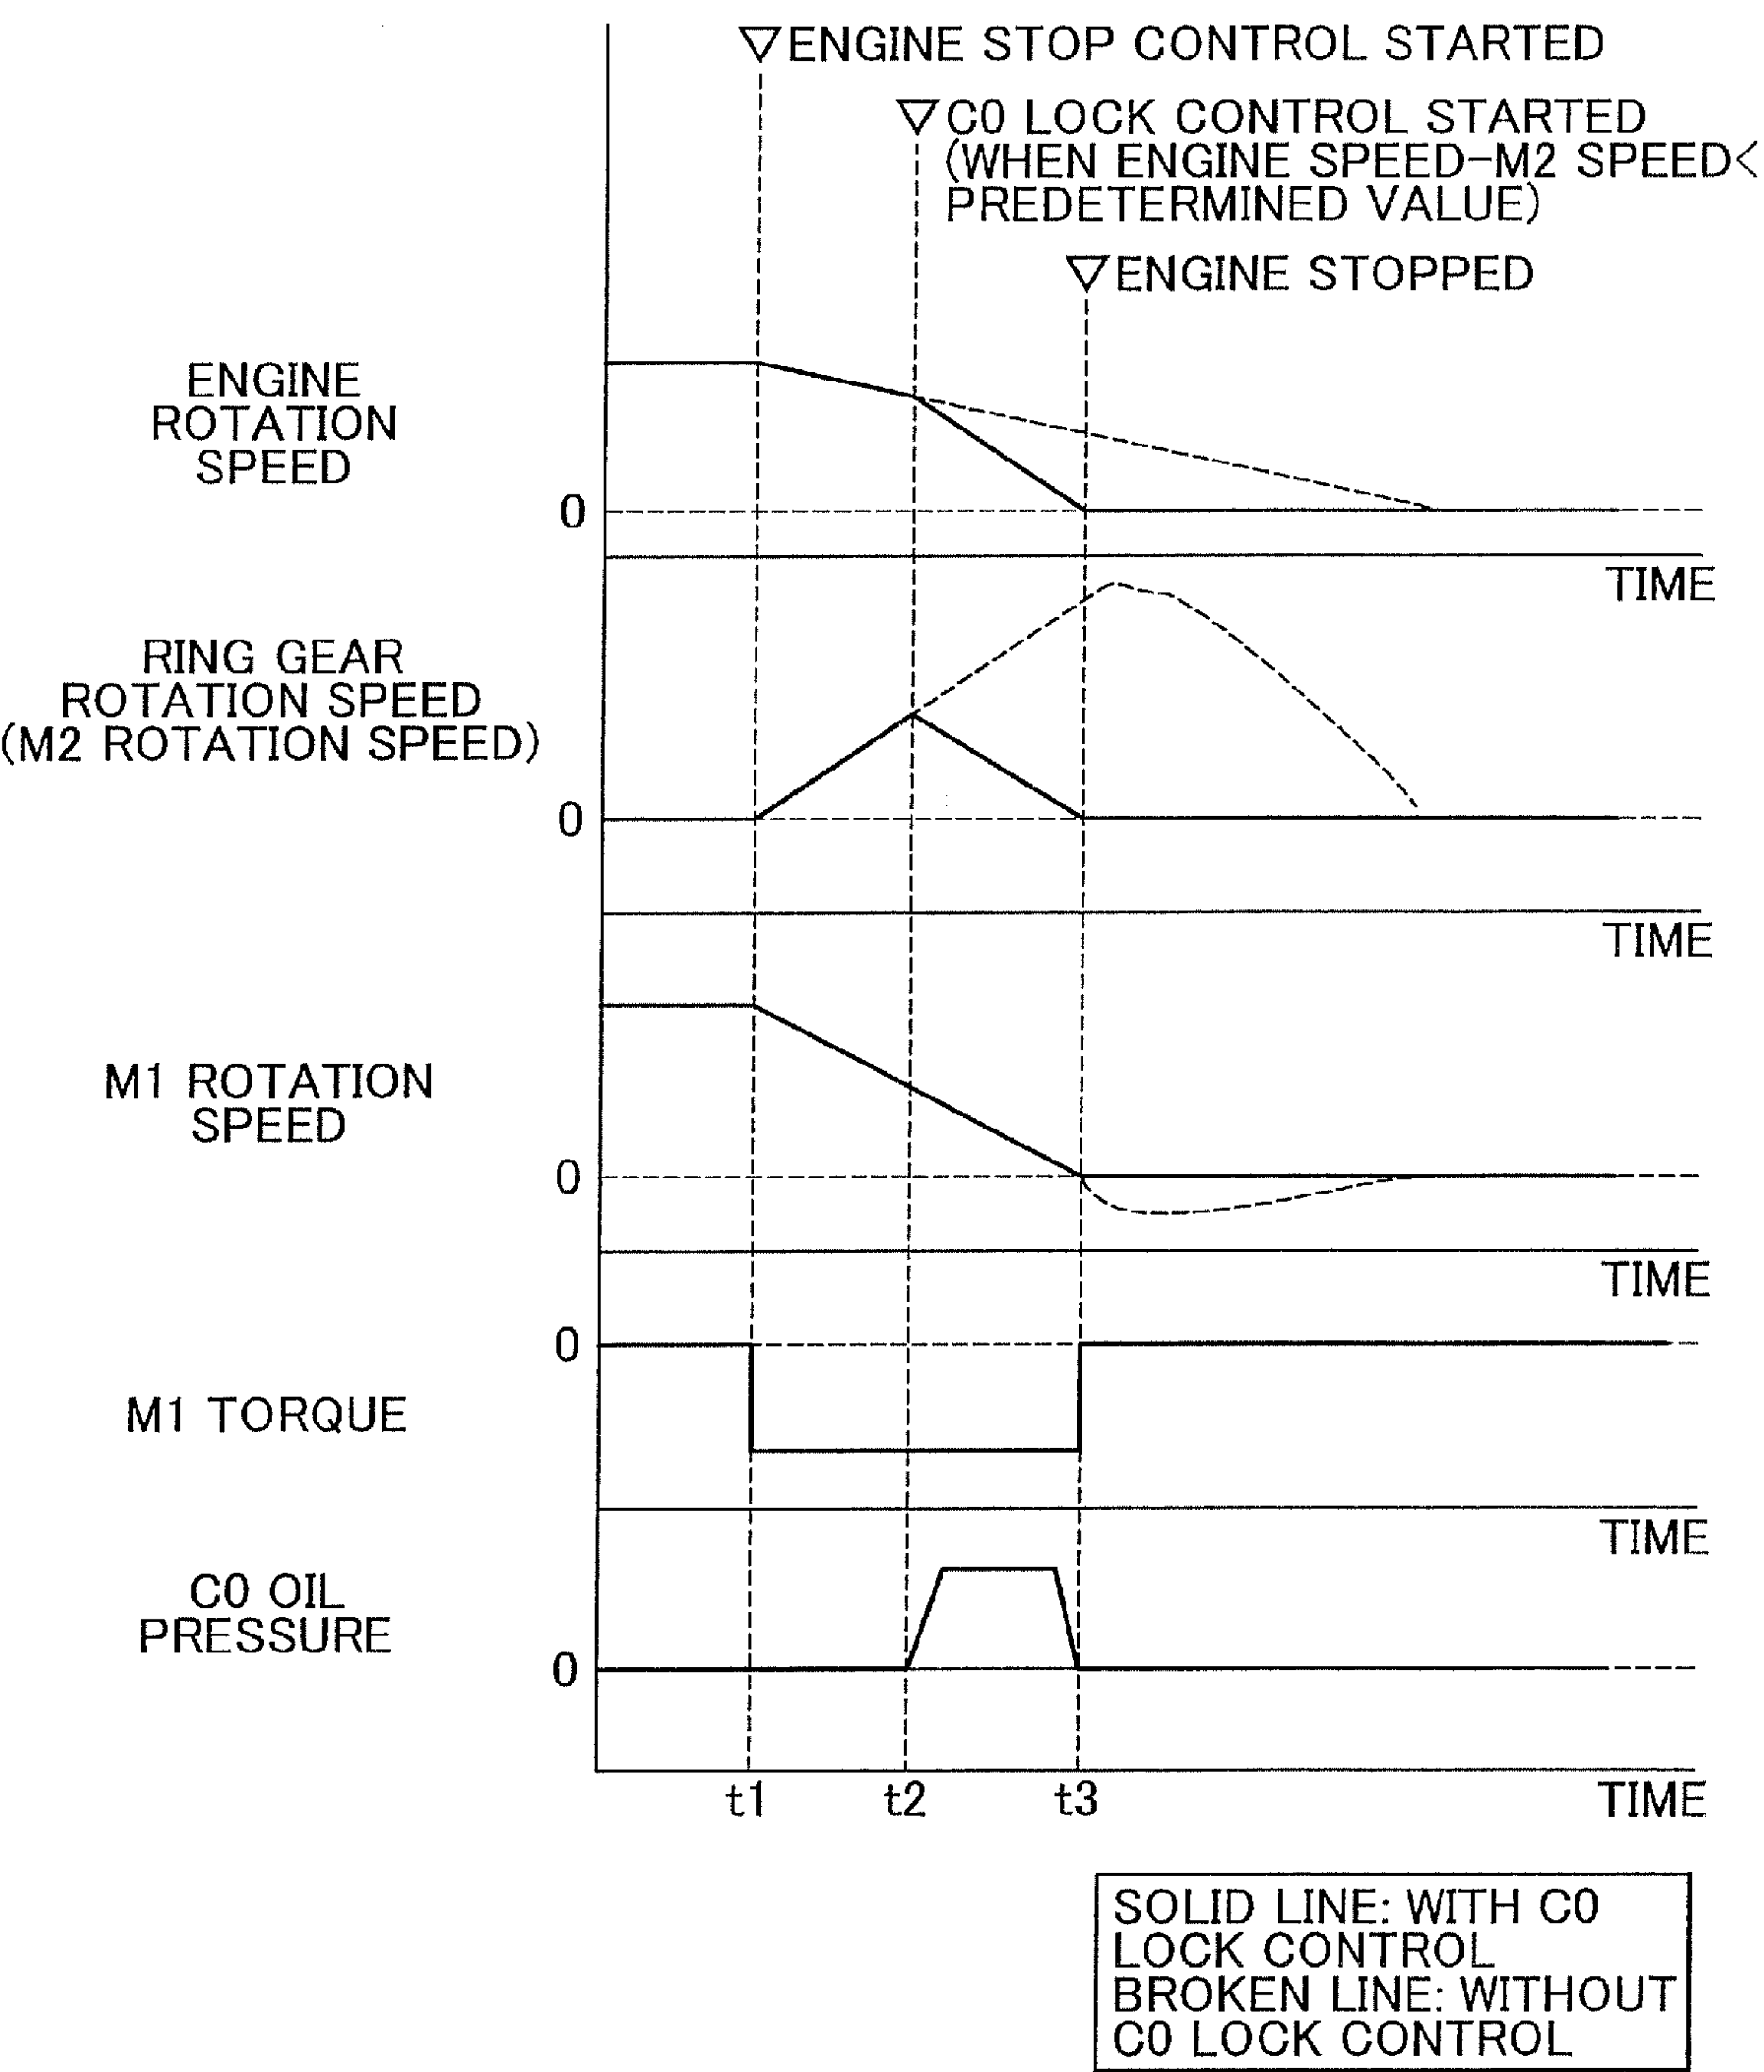 ▽ENGINE STOP CONTROL STARTED
▽C0 LOCK CONTROL STARTED
(WHEN ENGINE SPEED-M2 SPEED<
PREDETERMINED VALUE)
▽ENGINE STOPPED
ENGINE
ROTATION
SPEED
0
TIME
RING GEAR
ROTATION SPEED
(M2 ROTATION SPEED)
0
TIME
M1 ROTATION
SPEED
0
TIME
0
M1 TORQUE
TIME
C0 OIL
PRESSURE
0
t1 t2 t3 TIME
SOLID LINE: WITH C0
LOCK CONTROL
BROKEN LINE: WITHOUT
C0 LOCK CONTROL